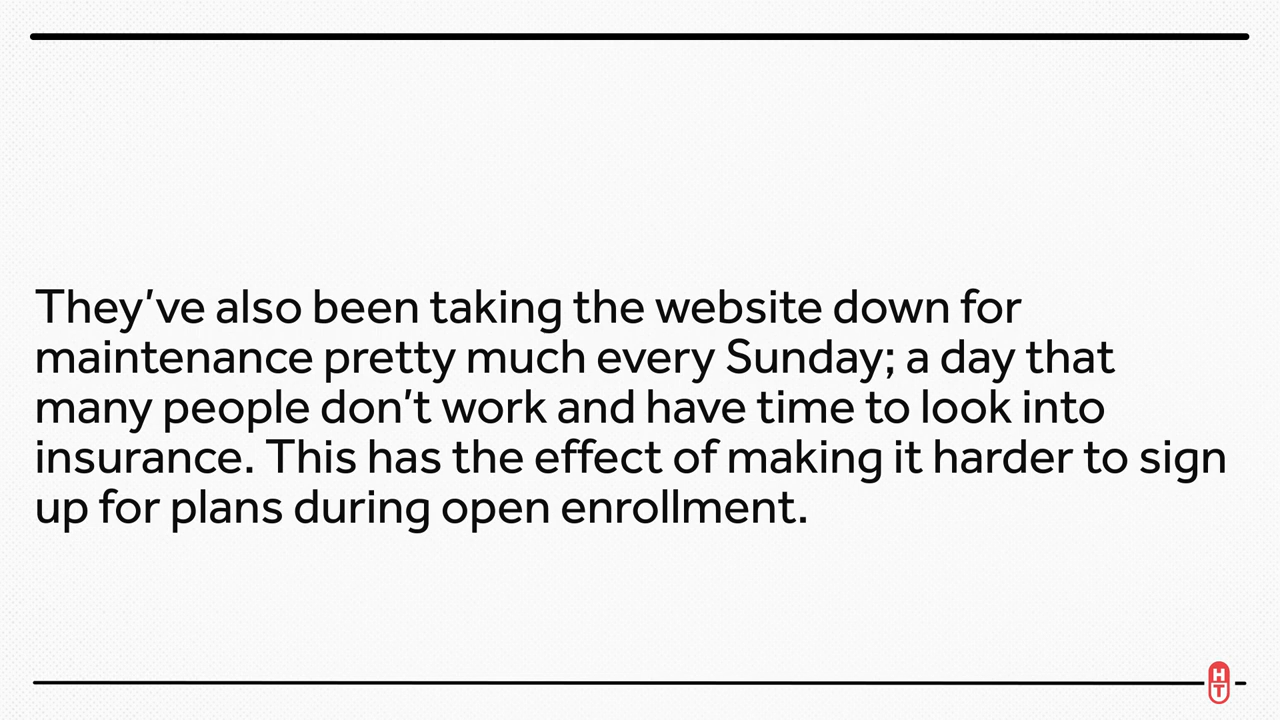 They've also been taking the website down for
maintenance pretty much every Sunday; a day that
many people don't work and have time to look into
insurance. This has the effect of making it harder to sign
up for plans during open enrollment.
H
T